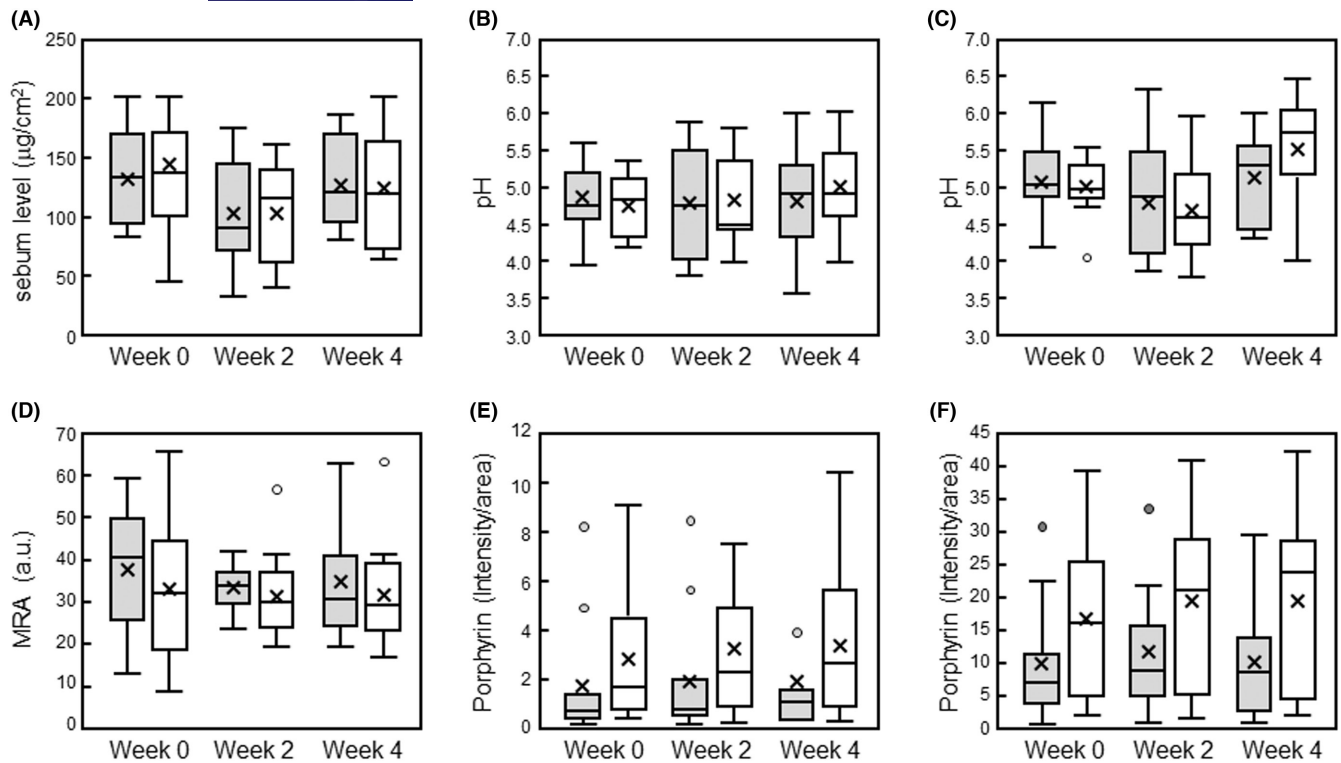 (A)
sebum level (µg/cm²)
250
200
150
100
50
0
Week 0 Week 2 Week 4
(B)
pH
7.0
6.5
6.0
5.5
5.0
4.5
4.0
3.5
3.0
Week 0 Week 2 Week 4
(C)
pH
7.0
6.5
6.0
5.5
5.0
4.5
4.0
3.5
3.0
Week 0 Week 2 Week 4
(D)
MRA (a.u.)
70
60
50
40
30
20
10
0
Week 0 Week 2 Week 4
(E)
Porphyrin (Intensity/area)
12
10
8
6
4
2
0
Week 0 Week 2 Week 4
(F)
Porphyrin (Intensity/area)
45
40
35
30
25
20
15
10
5
0
Week 0 Week 2 Week 4